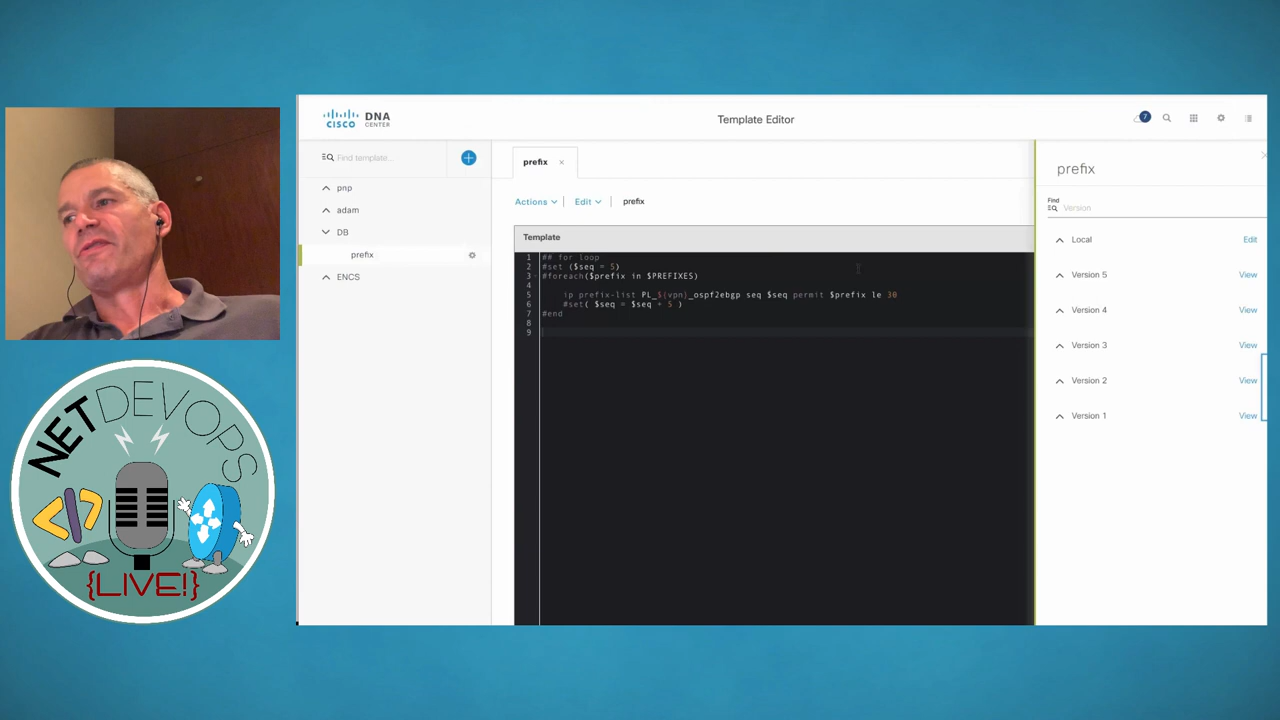 CISCO DNA CENTER
Template Editor
7
Find template...
pnp
adam
DB
prefix
ENCS
prefix
Actions
Edit
prefix
Template
1 ## for loop
2 #set ($seq = 5)
3 #foreach($prefix in $PREFIXES)
4
5 ip prefix-list PL_${vpn}_ospf2ebgp seq $seq permit $prefix le 30
6 #set( $seq = $seq + 5 )
7 #end
8
9
prefix
Find
Version
Local Edit
Version 5 View
Version 4 View
Version 3 View
Version 2 View
Version 1 View
NETDEVOPS
</>
{LIVE!}